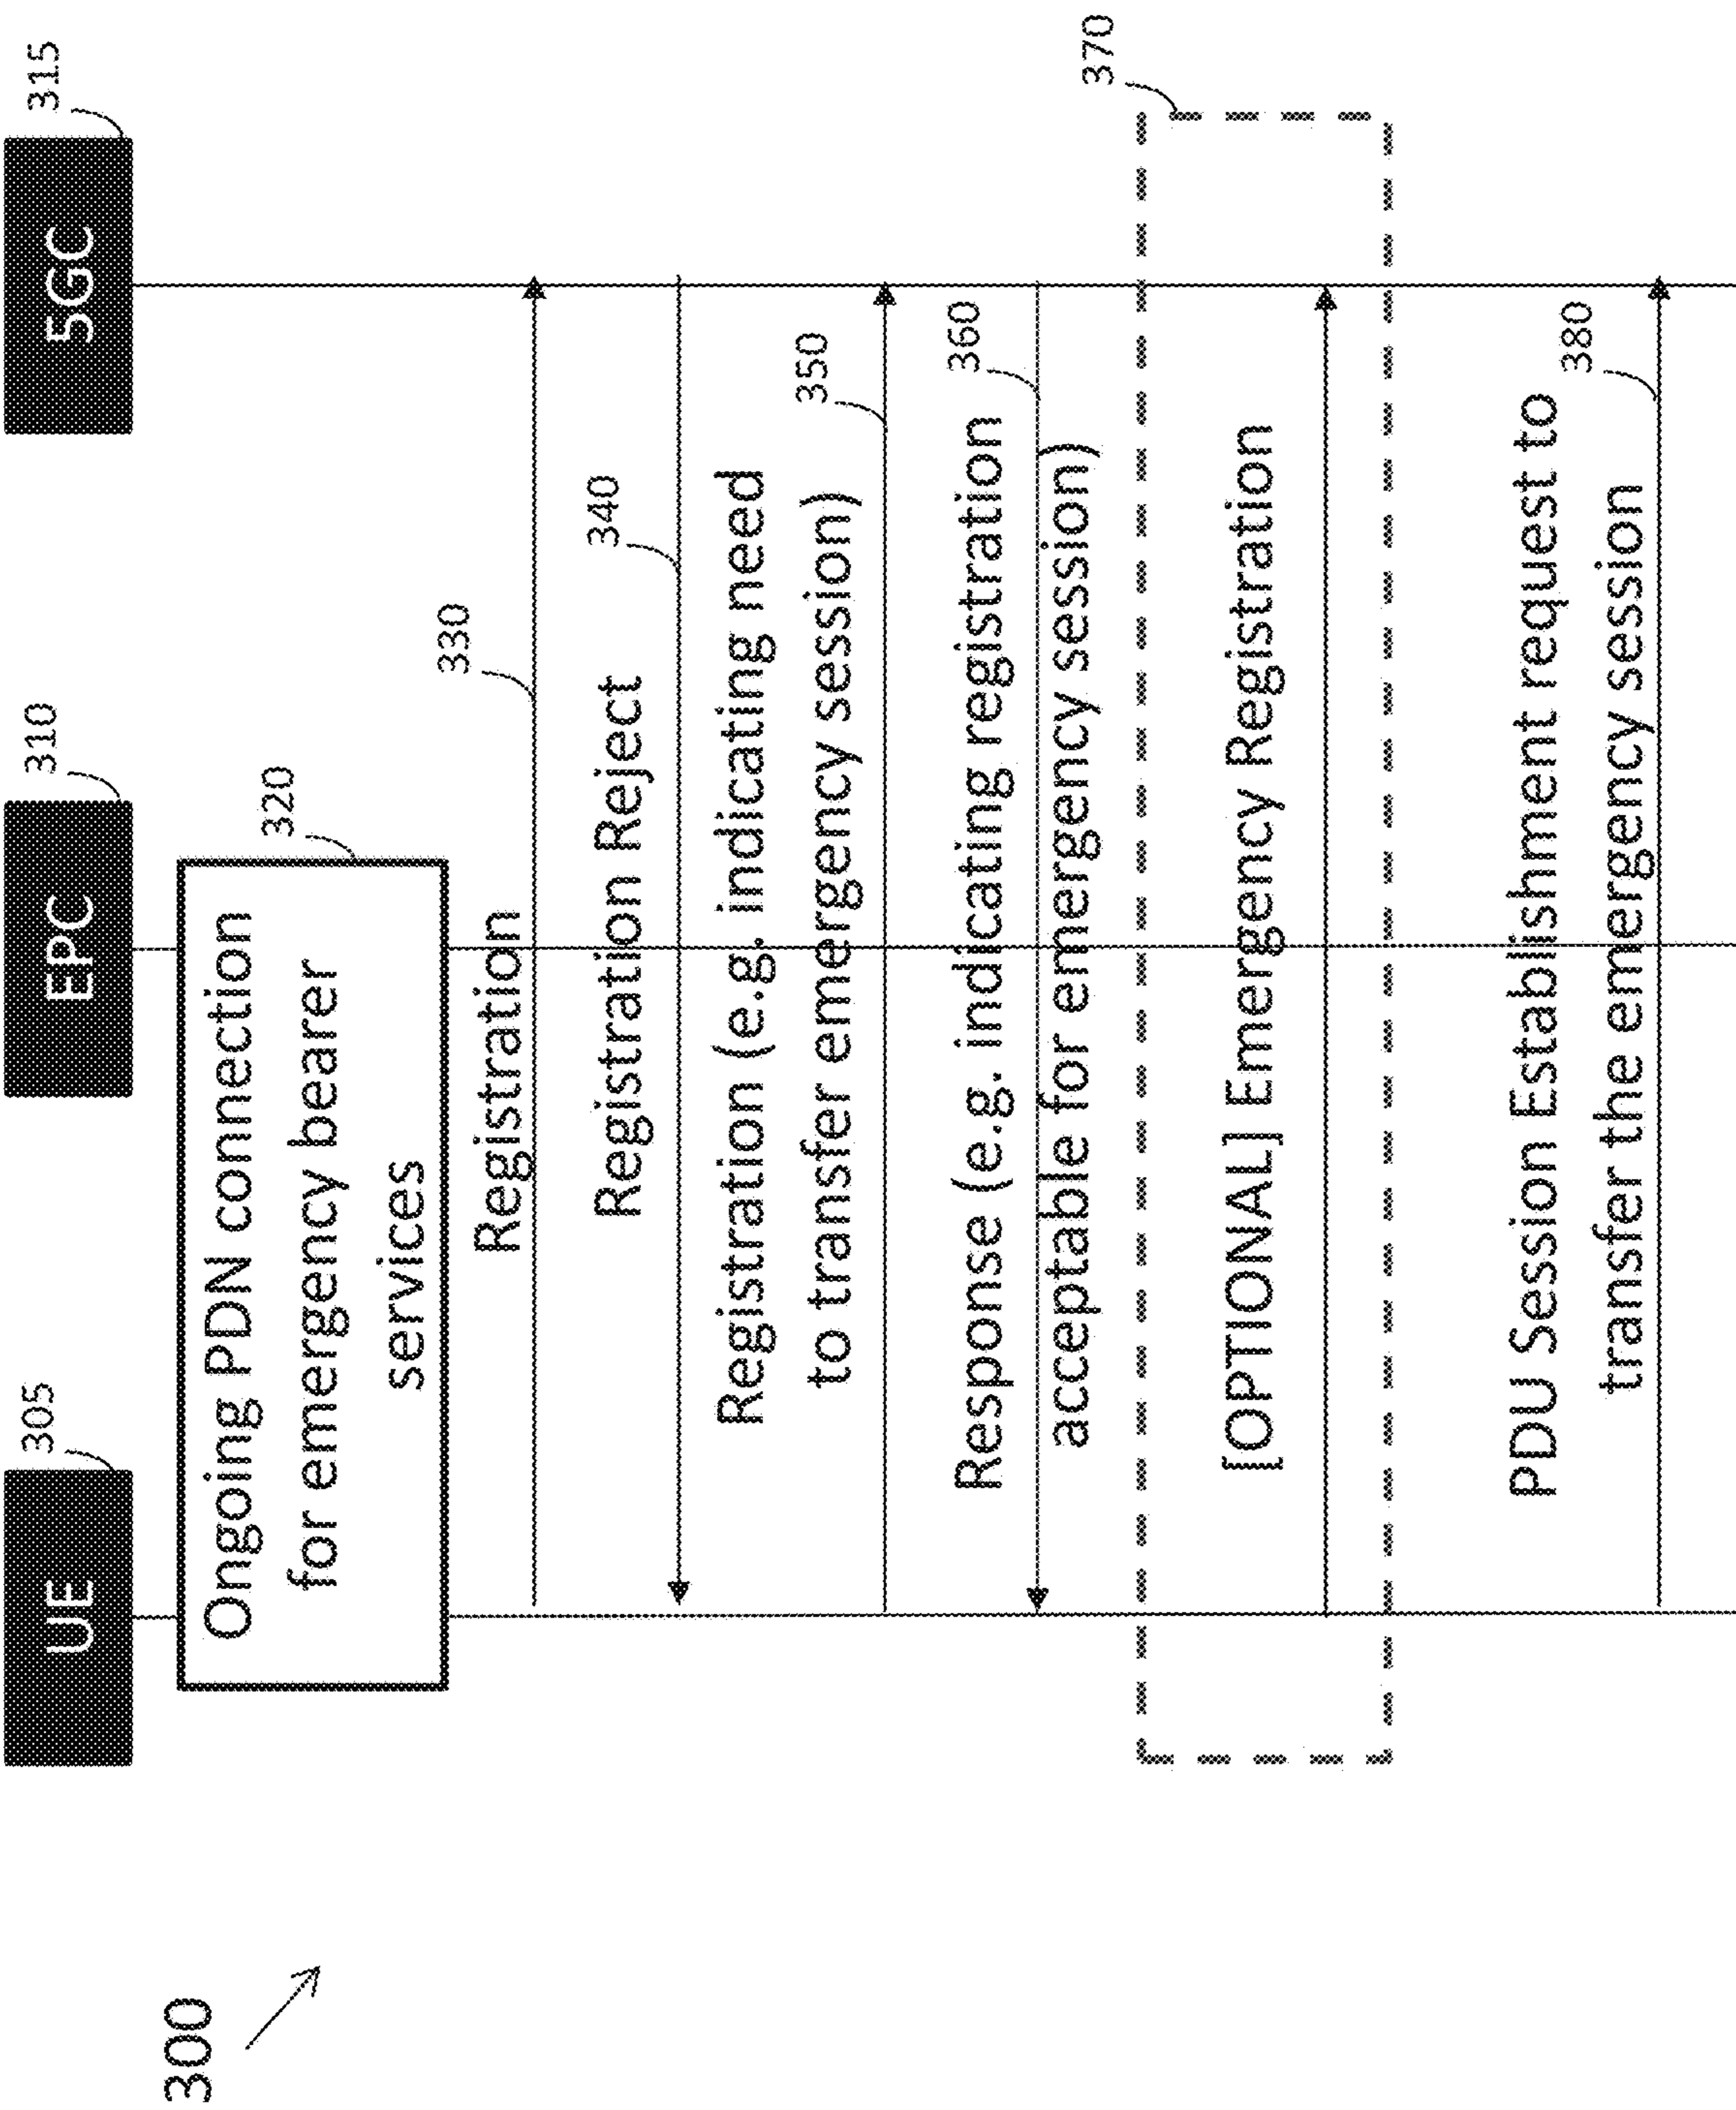 300
UE
305
EPC
310
5GC
315
Ongoing PDN connection
for emergency bearer
services
320
Registration
330
Registration Reject
340
Registration (e.g. indicating need
to transfer emergency session)
350
Response (e.g. indicating registration
acceptable for emergency session)
360
370
[OPTIONAL] Emergency Registration
PDU Session Establishment request to
transfer the emergency session
380